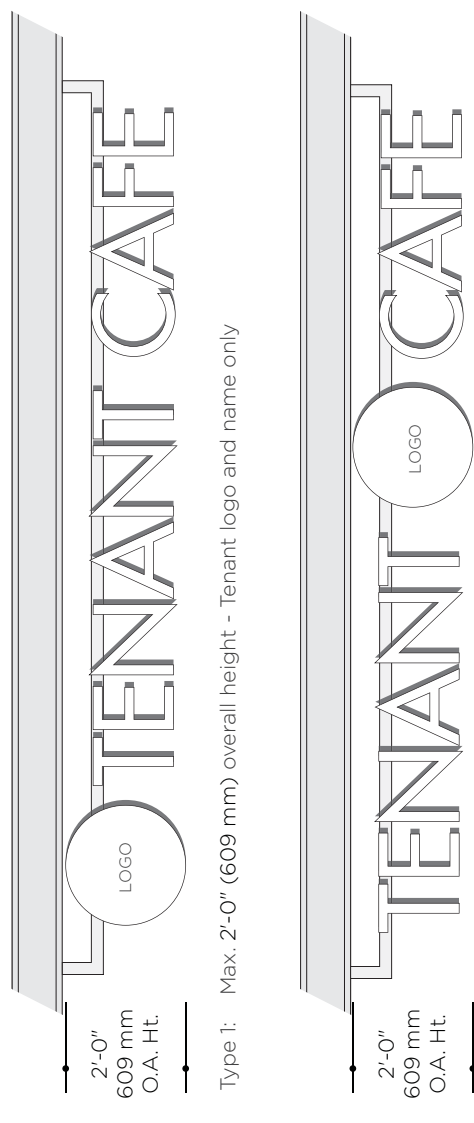 LOGO
TENANT CAFE
2'-0"
609 mm
O.A. Ht.
Type 1: Max. 2'-0" (609 mm) overall height - Tenant logo and name only
TENANT LOGO CAFE
2'-0"
609 mm
O.A. Ht.